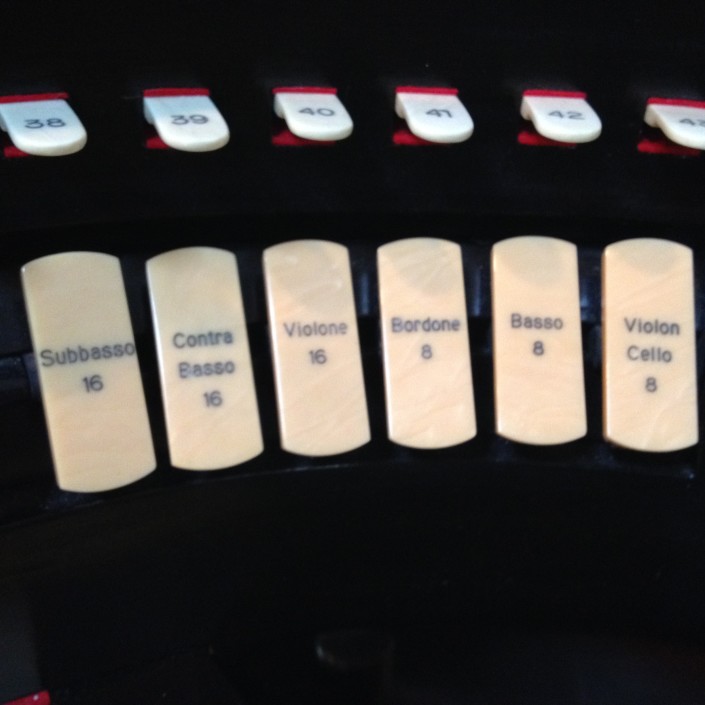 38 39 40 41 42 43
Subbasso
16
Contra
Basso
16
Violone
16
Bordone
8
Basso
8
Violon
Cello
8